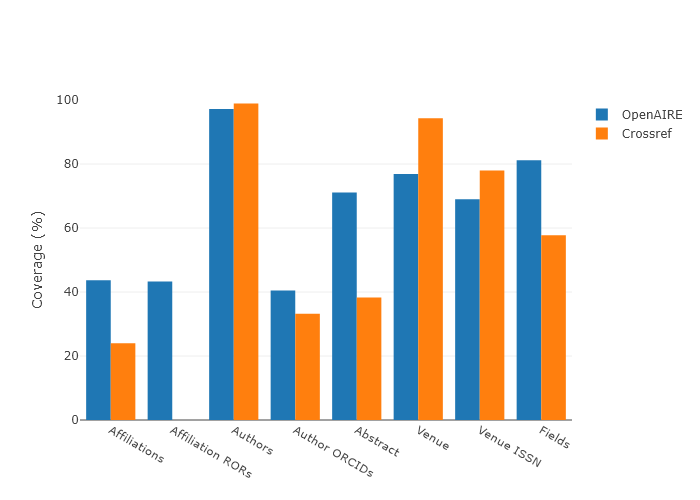 100
80
60
40
20
0
Coverage (%)
Affiliations
Affiliation RORs
Authors
Author ORCIDs
Abstract
Venue
Venue ISSN
Fields
OpenAIRE
Crossref